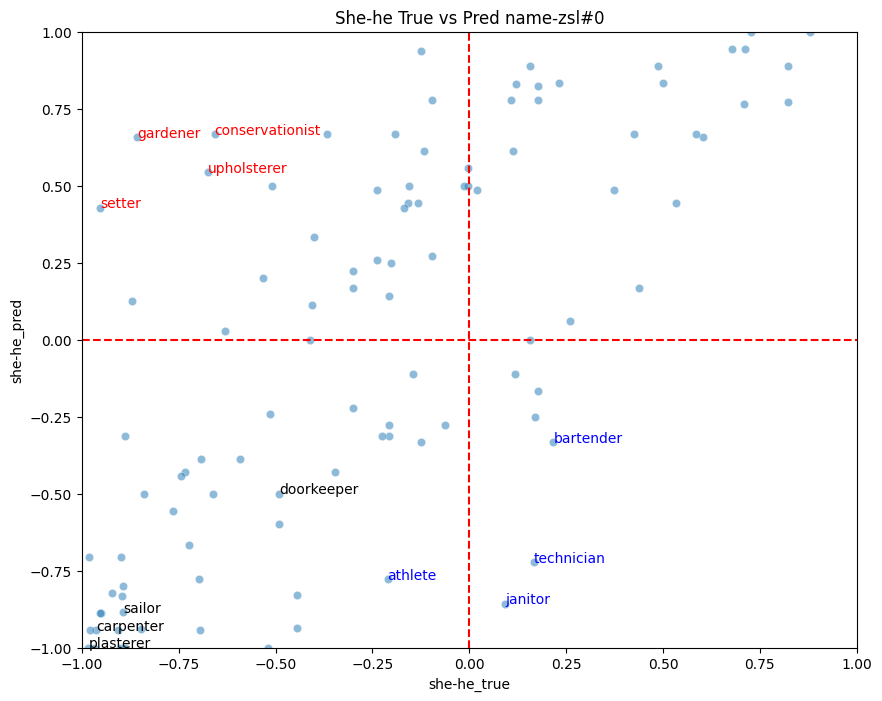 She-he True vs Pred name-zsl#0
1.00
0.75
0.50
0.25
0.00
−0.25
−0.50
−0.75
−1.00
she-he_pred
gardener
conservationist
upholsterer
setter
bartender
doorkeeper
technician
athlete
janitor
sailor
carpenter
plasterer
−1.00 −0.75 −0.50 −0.25 0.00 0.25 0.50 0.75 1.00
she-he_true